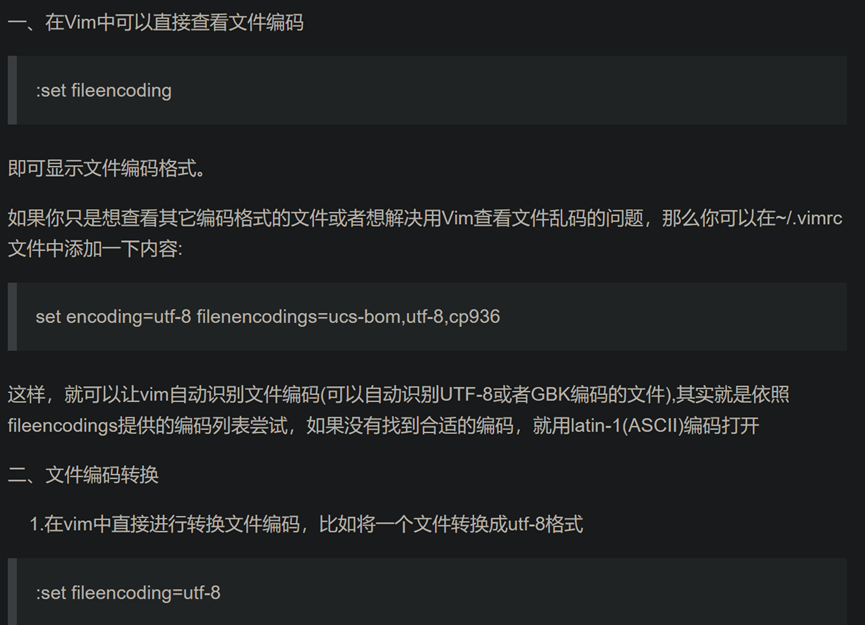 一、在Vim中可以直接查看文件编码
:set fileencoding
即可显示文件编码格式。
如果你只是想查看其它编码格式的文件或者想解决用Vim查看文件乱码的问题，那么你可以在~/.vimrc
文件中添加一下内容:
set encoding=utf-8 filenencodings=ucs-bom,utf-8,cp936
这样，就可以让vim自动识别文件编码(可以自动识别UTF-8或者GBK编码的文件),其实就是依照
fileencodings提供的编码列表尝试，如果没有找到合适的编码，就用latin-1(ASCII)编码打开
二、文件编码转换
1.在vim中直接进行转换文件编码，比如将一个文件转换成utf-8格式
:set fileencoding=utf-8